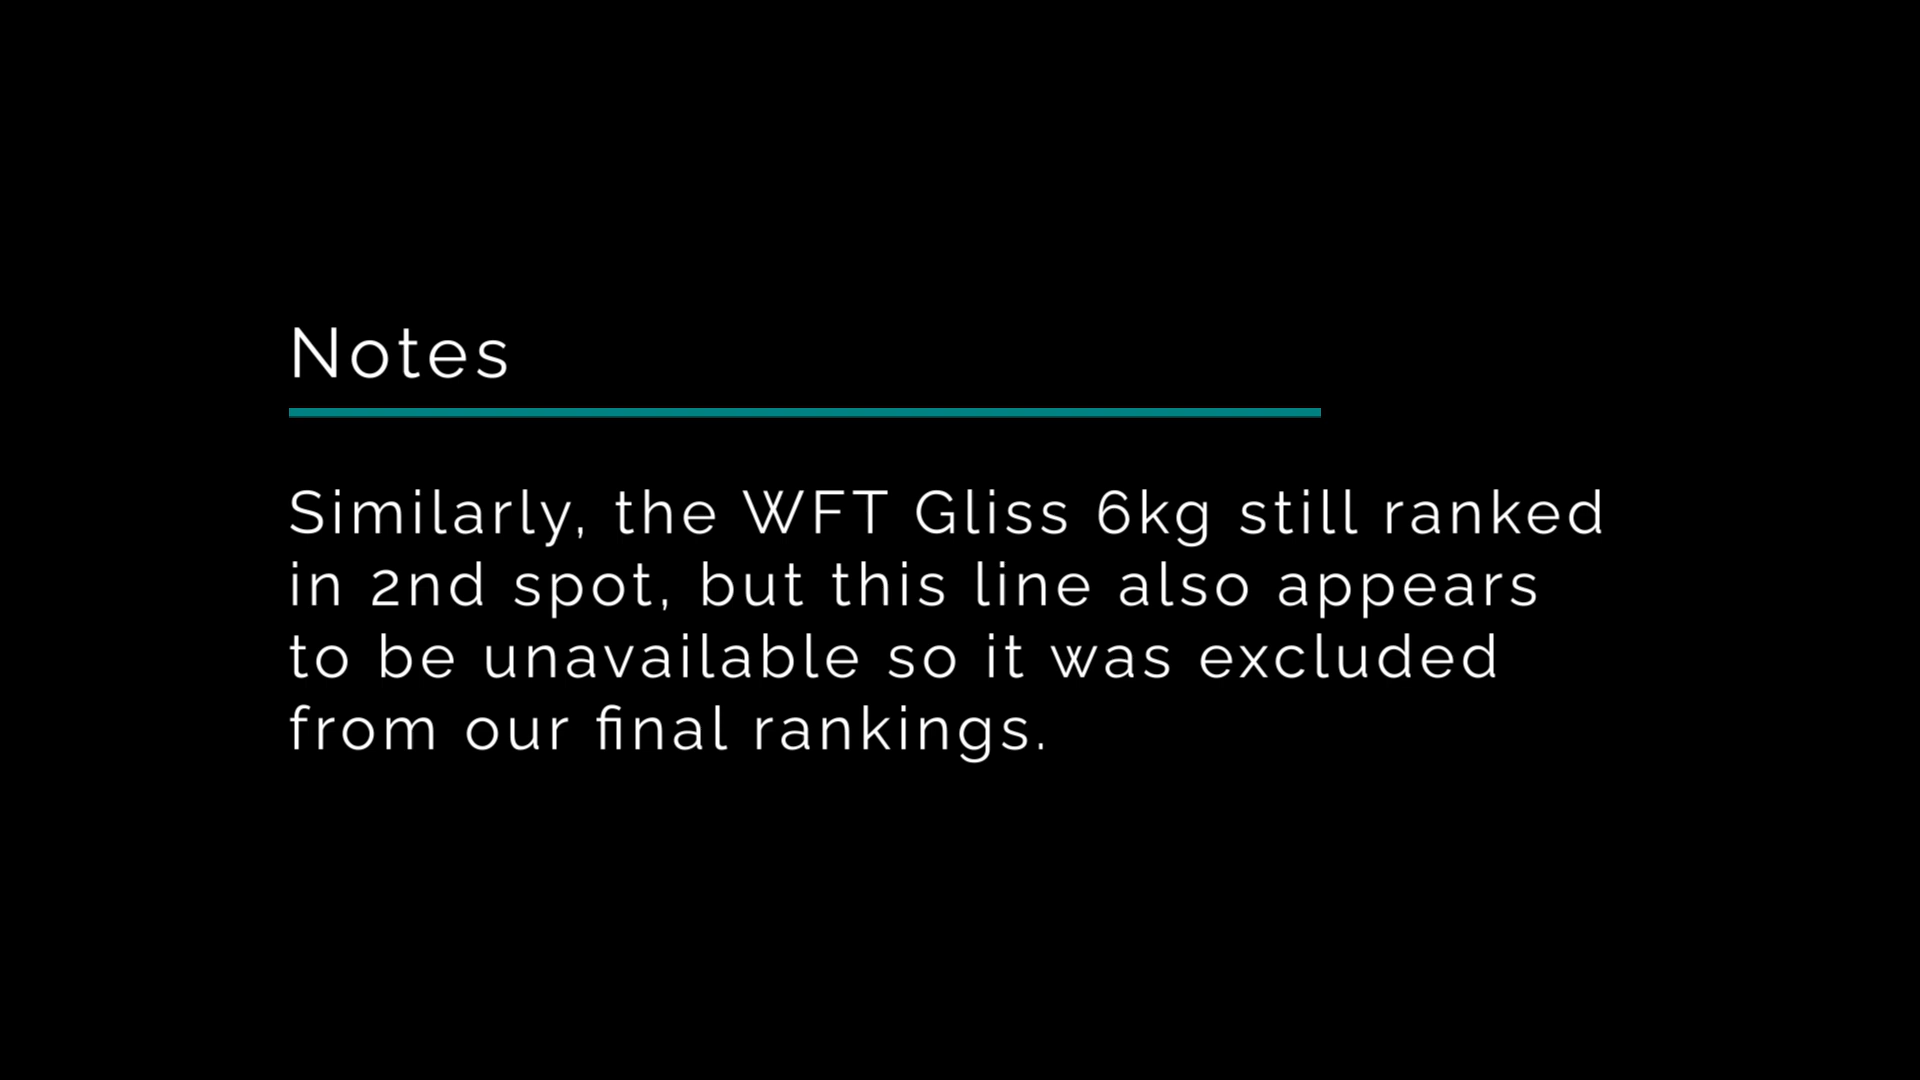 Notes
Similarly, the WFT Gliss 6kg still ranked
in 2nd spot, but this line also appears
to be unavailable so it was excluded
from our final rankings.